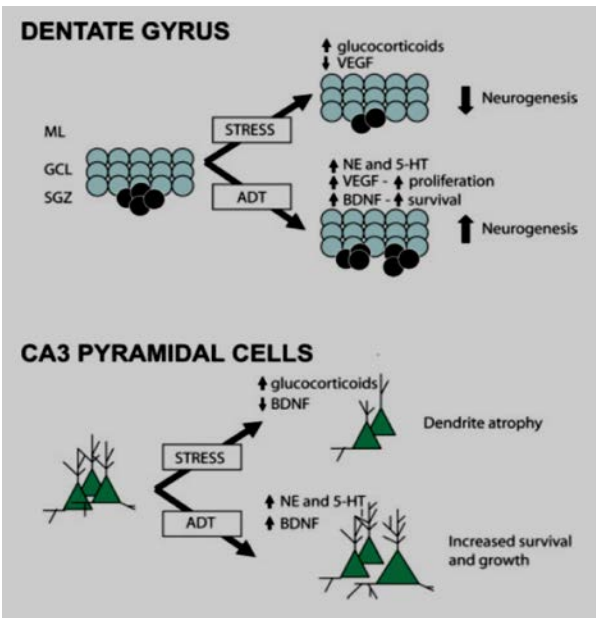 DENTATE GYRUS
glucocorticoids
VEGF
Neurogenesis
STRESS
ML
GCL
SGZ
ADT
NE and 5-HT
VEGF - proliferation
BDNF - survival
Neurogenesis
CA3 PYRAMIDAL CELLS
glucocorticoids
BDNF
Dendrite atrophy
STRESS
ADT
NE and 5-HT
BDNF
Increased survival
and growth